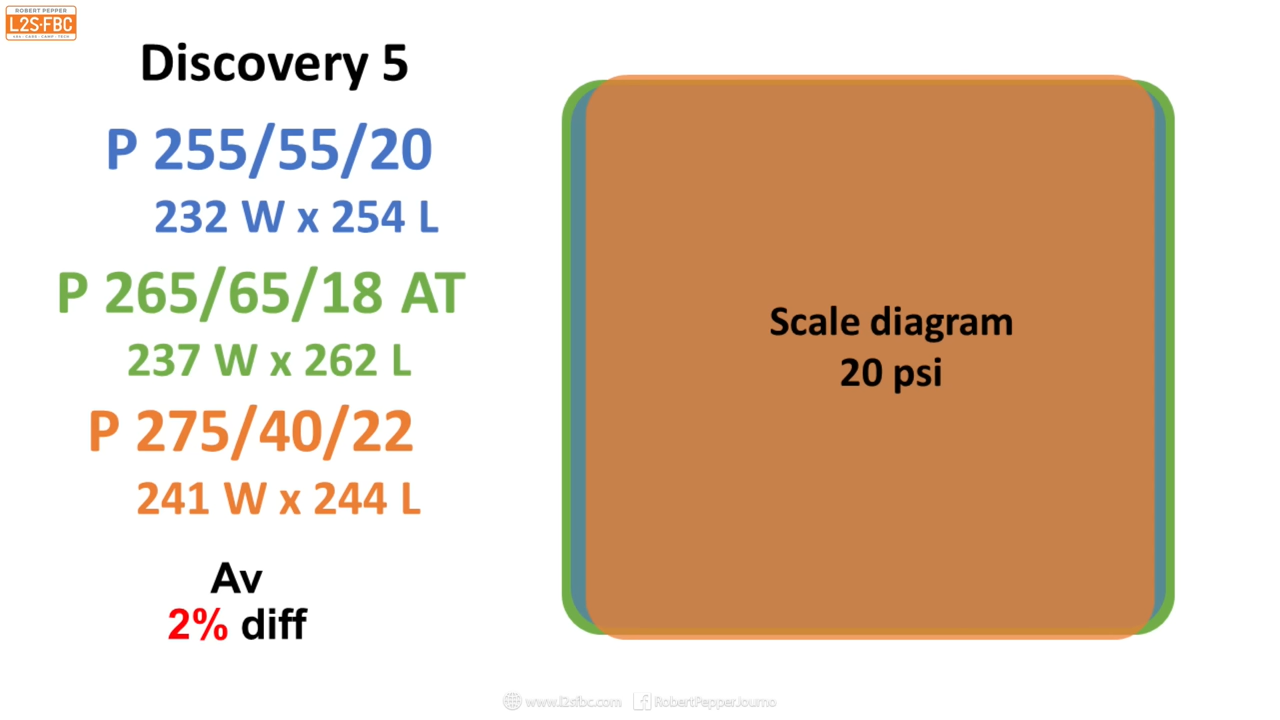 ROBERT PEPPER
L2S·FBC
Discovery 5
P 255/55/20
232 W x 254 L
P 265/65/18 AT
237 W x 262 L
P 275/40/22
241 W x 244 L
Av
2% diff
Scale diagram
20 psi
www.l2sfbc.com
RobertPepperJourno